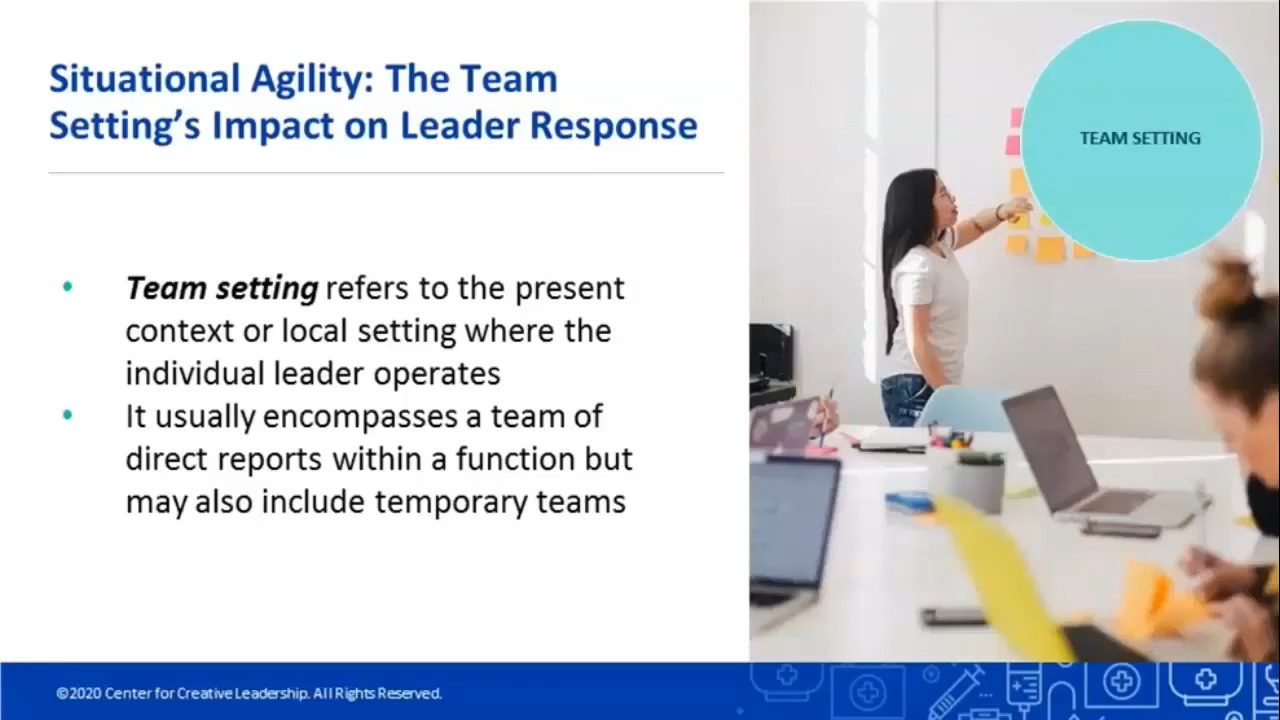 Situational Agility: The Team
Setting’s Impact on Leader Response
TEAM SETTING
• Team setting refers to the present
context or local setting where the
individual leader operates
• It usually encompasses a team of
direct reports within a function but
may also include temporary teams
©2020 Center for Creative Leadership. All Rights Reserved.